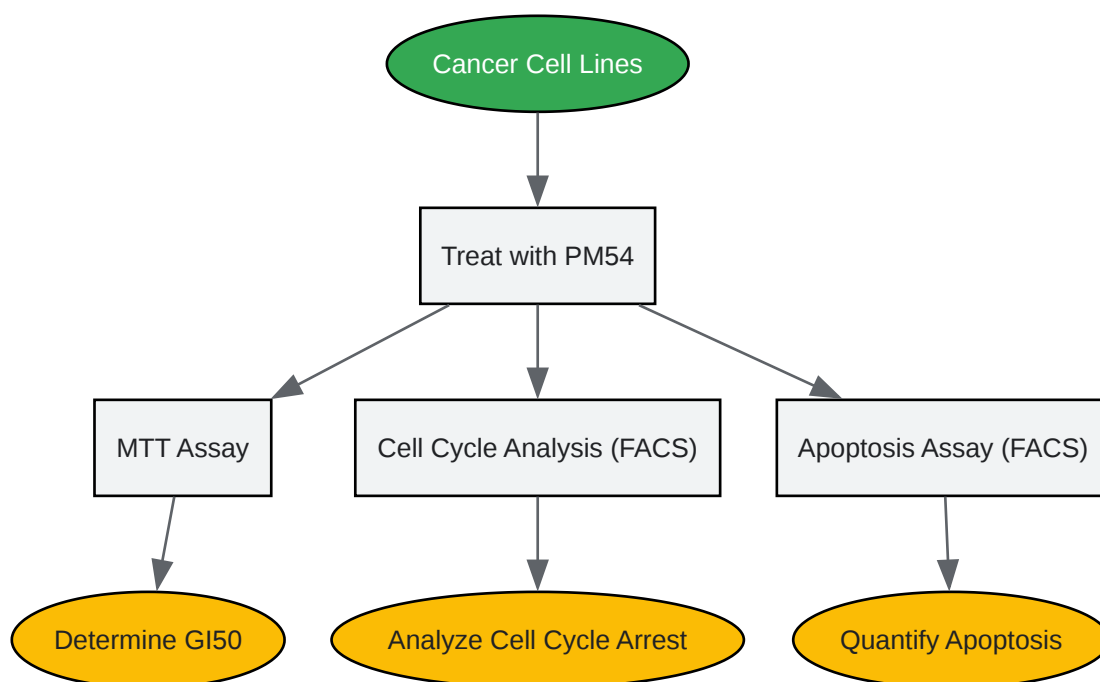 Cancer Cell Lines
Treat with PM54
MTT Assay
Cell Cycle Analysis (FACS)
Apoptosis Assay (FACS)
Determine GI50
Analyze Cell Cycle Arrest
Quantify Apoptosis